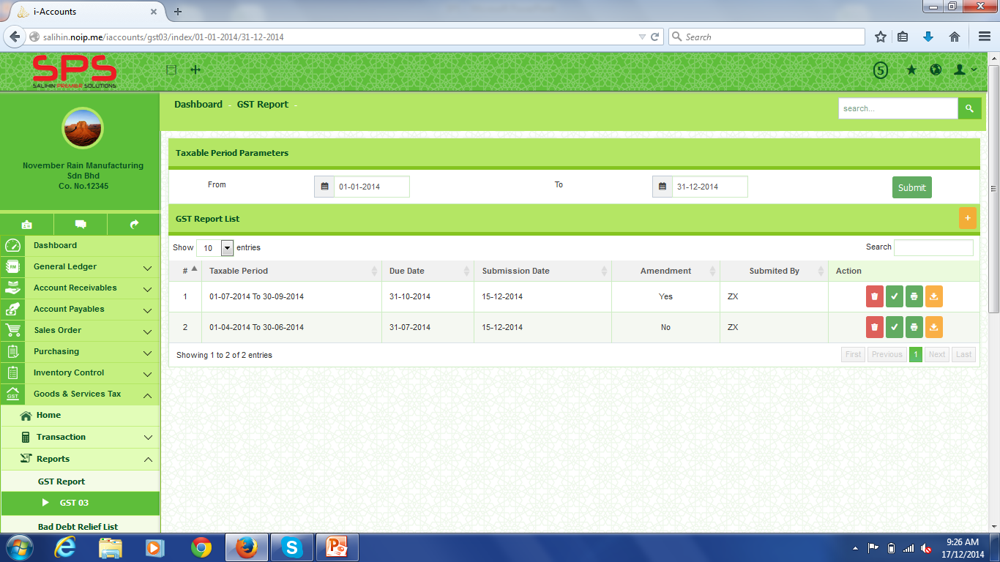 i-Accounts
salihin.noip.me/iaccounts/gst03/index/01-01-2014/31-12-2014
Search
SPS
SALIHIN PREMIER SOLUTIONS
5
Dashboard - GST Report -
search...
November Rain Manufacturing
Sdn Bhd
Co. No.12345
Dashboard
RM General Ledger
Account Receivables
Account Payables
Sales Order
Purchasing
Inventory Control
GST Goods & Services Tax
Home
Transaction
Reports
GST Report
GST 03
Bad Debt Relief List
Taxable Period Parameters
From 01-01-2014 To 31-12-2014 Submit
GST Report List +
Show 10 entries Search
# Taxable Period Due Date Submission Date Amendment Submited By Action
1 01-07-2014 To 30-09-2014 31-10-2014 15-12-2014 Yes ZX
2 01-04-2014 To 30-06-2014 31-07-2014 15-12-2014 No ZX
Showing 1 to 2 of 2 entries First Previous 1 Next Last
9:26 AM
17/12/2014